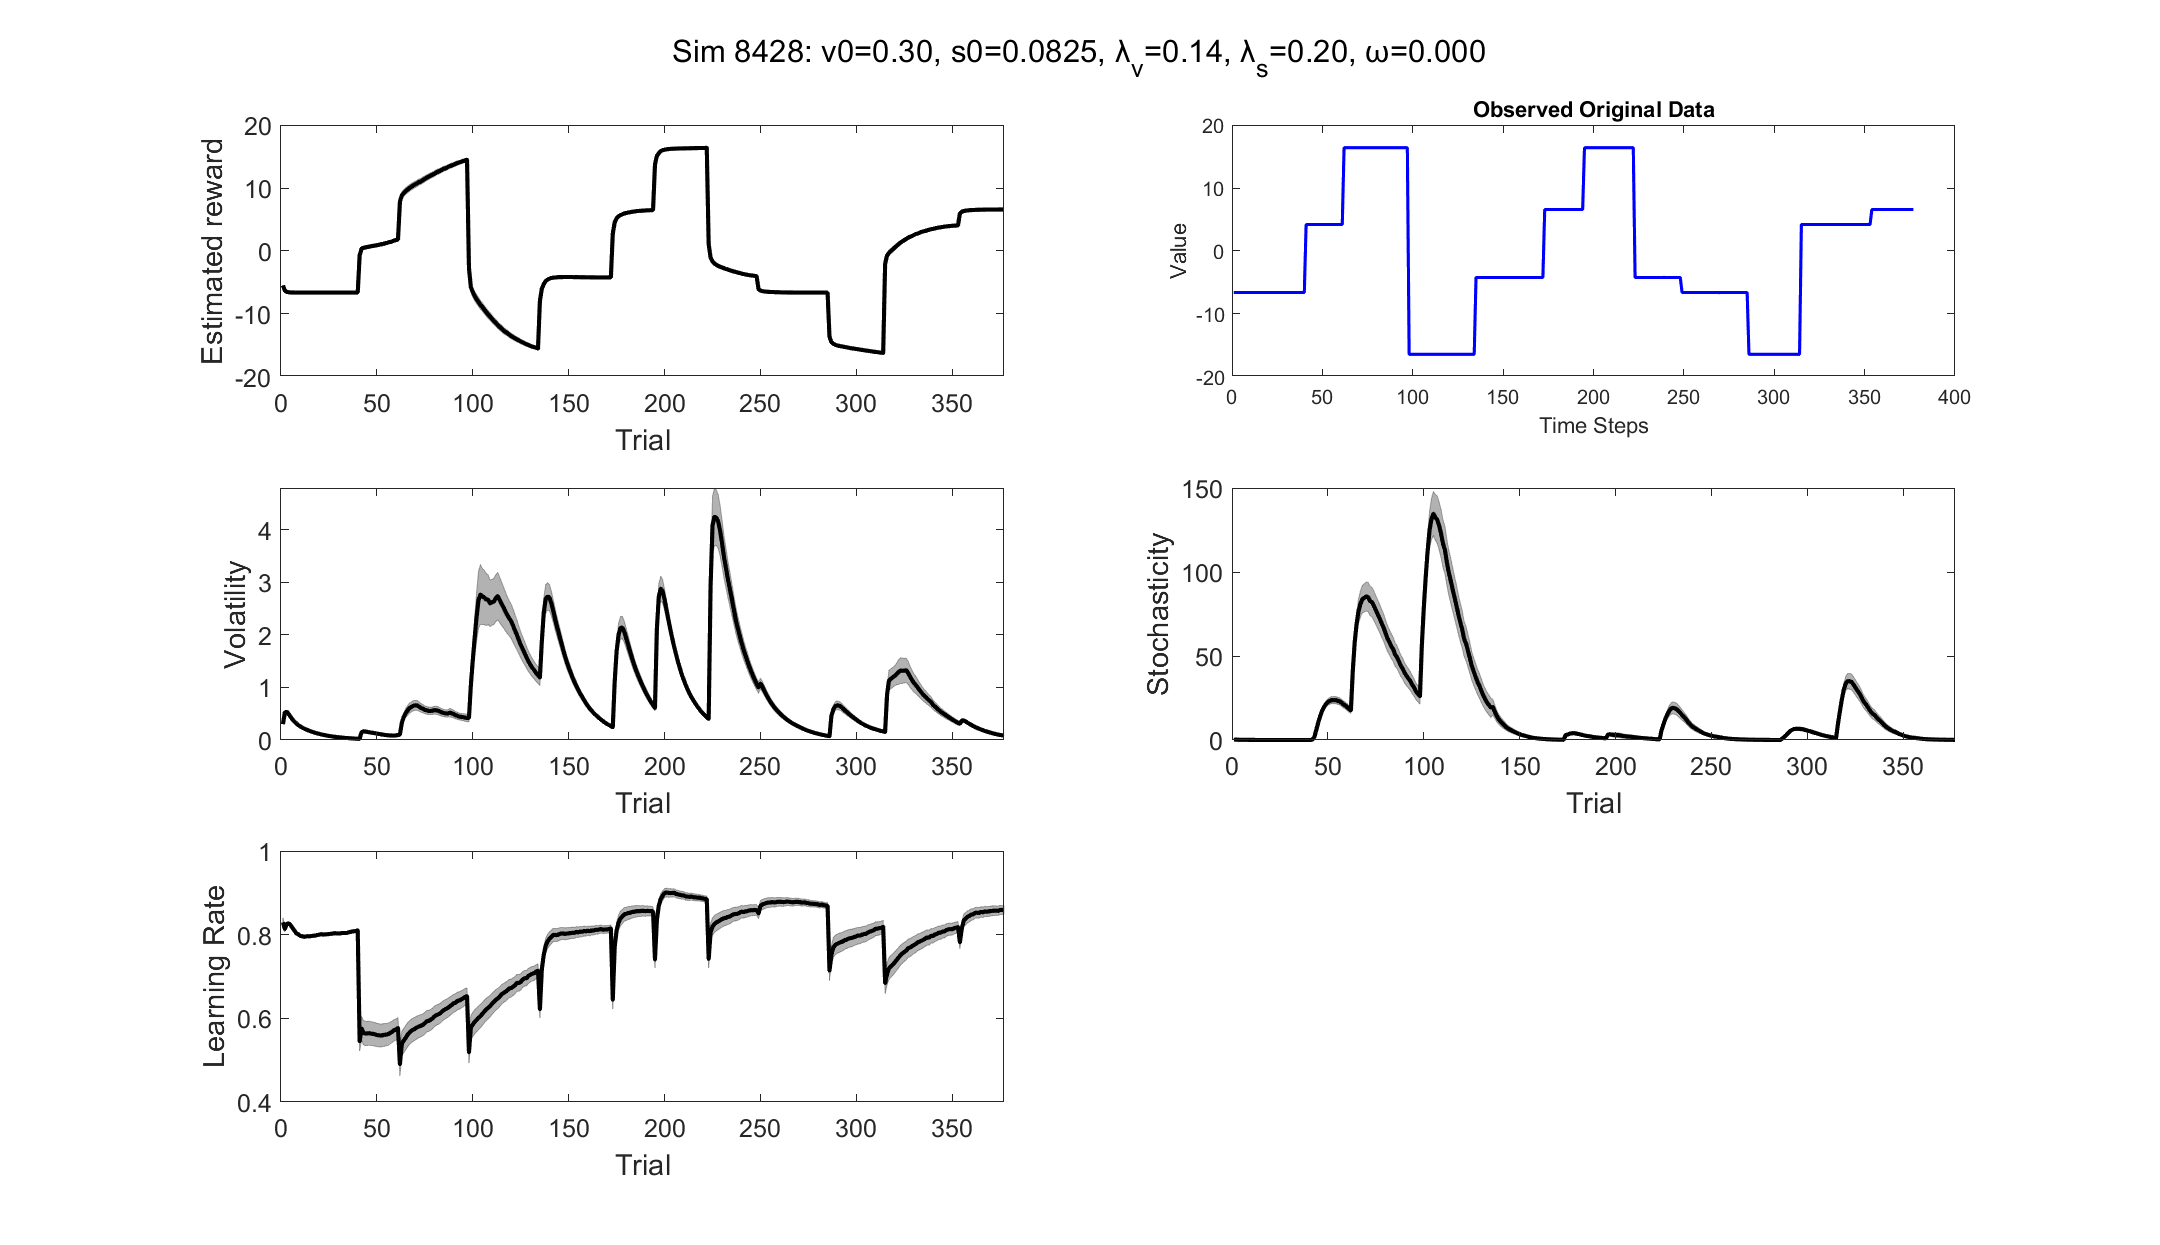 Sim 8428: v0=0.30, s0=0.0825, λ_v=0.14, λ_s=0.20, ω=0.000
Estimated reward
20
10
0
-10
-20
0 50 100 150 200 250 300 350
Trial
Observed Original Data
Value
20
10
0
-10
-20
0 50 100 150 200 250 300 350 400
Time Steps
Volatility
4
3
2
1
0
0 50 100 150 200 250 300 350
Trial
Stochasticity
150
100
50
0
0 50 100 150 200 250 300 350
Trial
Learning Rate
1
0.8
0.6
0.4
0 50 100 150 200 250 300 350
Trial